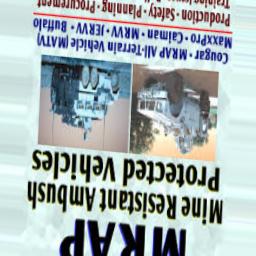 MRAP
Mine Resistant Ambush
Protected Vehicles
Cougar · MRAP · All-Terrain Vehicle (MATV)
MaxxPro · Caiman · MRV · JERVV · Buffalo
Production · Safety · Planning · Procurement